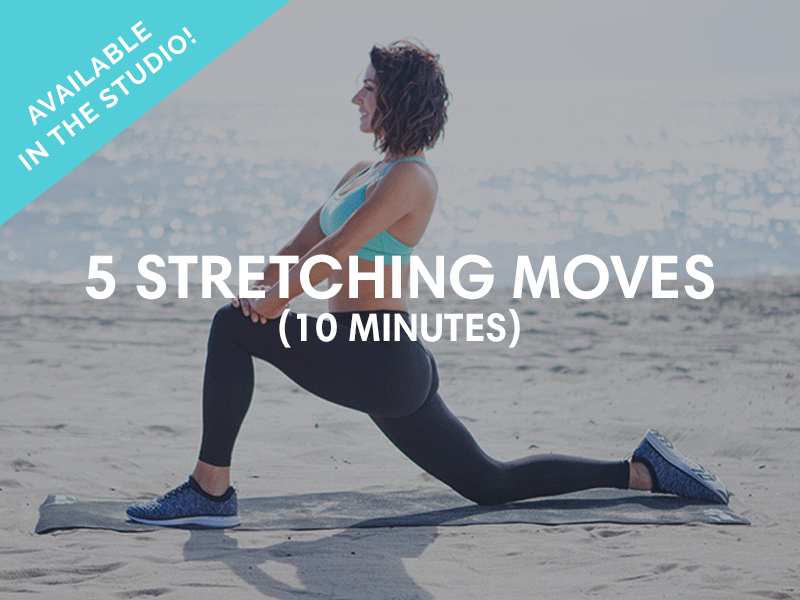 AVAILABLE
IN THE STUDIO!
5 STRETCHING MOVES
(10 MINUTES)